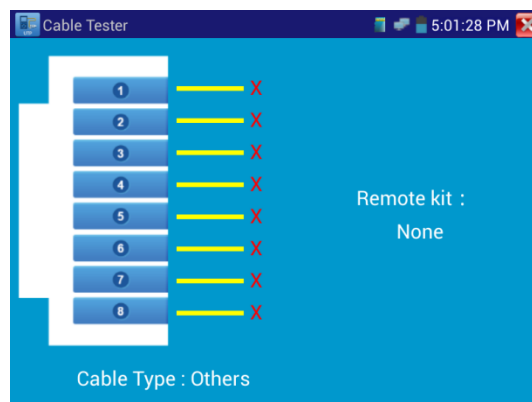 Cable Tester
5:01:28 PM
1 X
2 X
3 X
4 X
5 X
6 X
7 X
8 X
Remote kit :
None
Cable Type : Others